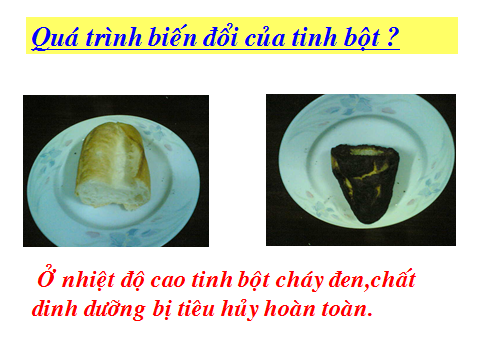 Quá trình biến đổi của tinh bột ?
Ở nhiệt độ cao tinh bột cháy đen,chất
dinh dưỡng bị tiêu hủy hoàn toàn.